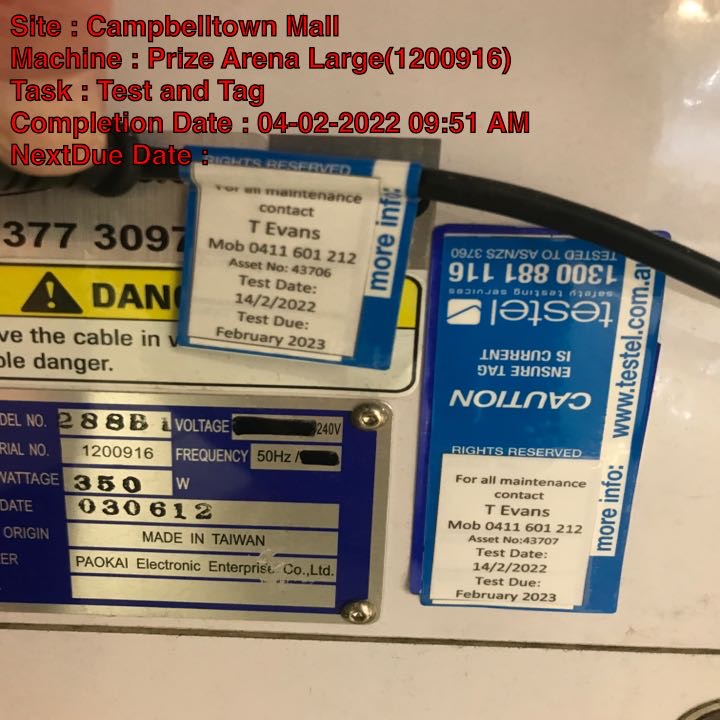 Site : Campbelltown Mall
Machine : Prize Arena Large(1200916)
Task : Test and Tag
Completion Date : 04-02-2022 09:51 AM
NextDue Date :
RIGHTS RESERVED
For all maintenance
contact
T Evans
Mob 0411 601 212
Asset No: 43706
Test Date:
14/2/2022
Test Due:
February 2023
more info:
377 3097
DAN
ve the cable in
ble danger.
DEL NO. 288B1 VOLTAGE 240V
RIAL NO. 1200916 FREQUENCY 50Hz /
WATTAGE 350 W
DATE 030612
ORIGIN MADE IN TAIWAN
ER PAOKAI Electronic Enterprise Co.,Ltd.
TESTED TO AS/NZS 3760
1300 881 116
safety testing services
testel
ENSURE TAG
IS CURRENT
CAUTION
RIGHTS RESERVED
For all maintenance
contact
T Evans
Mob 0411 601 212
Asset No:43707
Test Date:
14/2/2022
Test Due:
February 2023
more info: www.testel.com.au